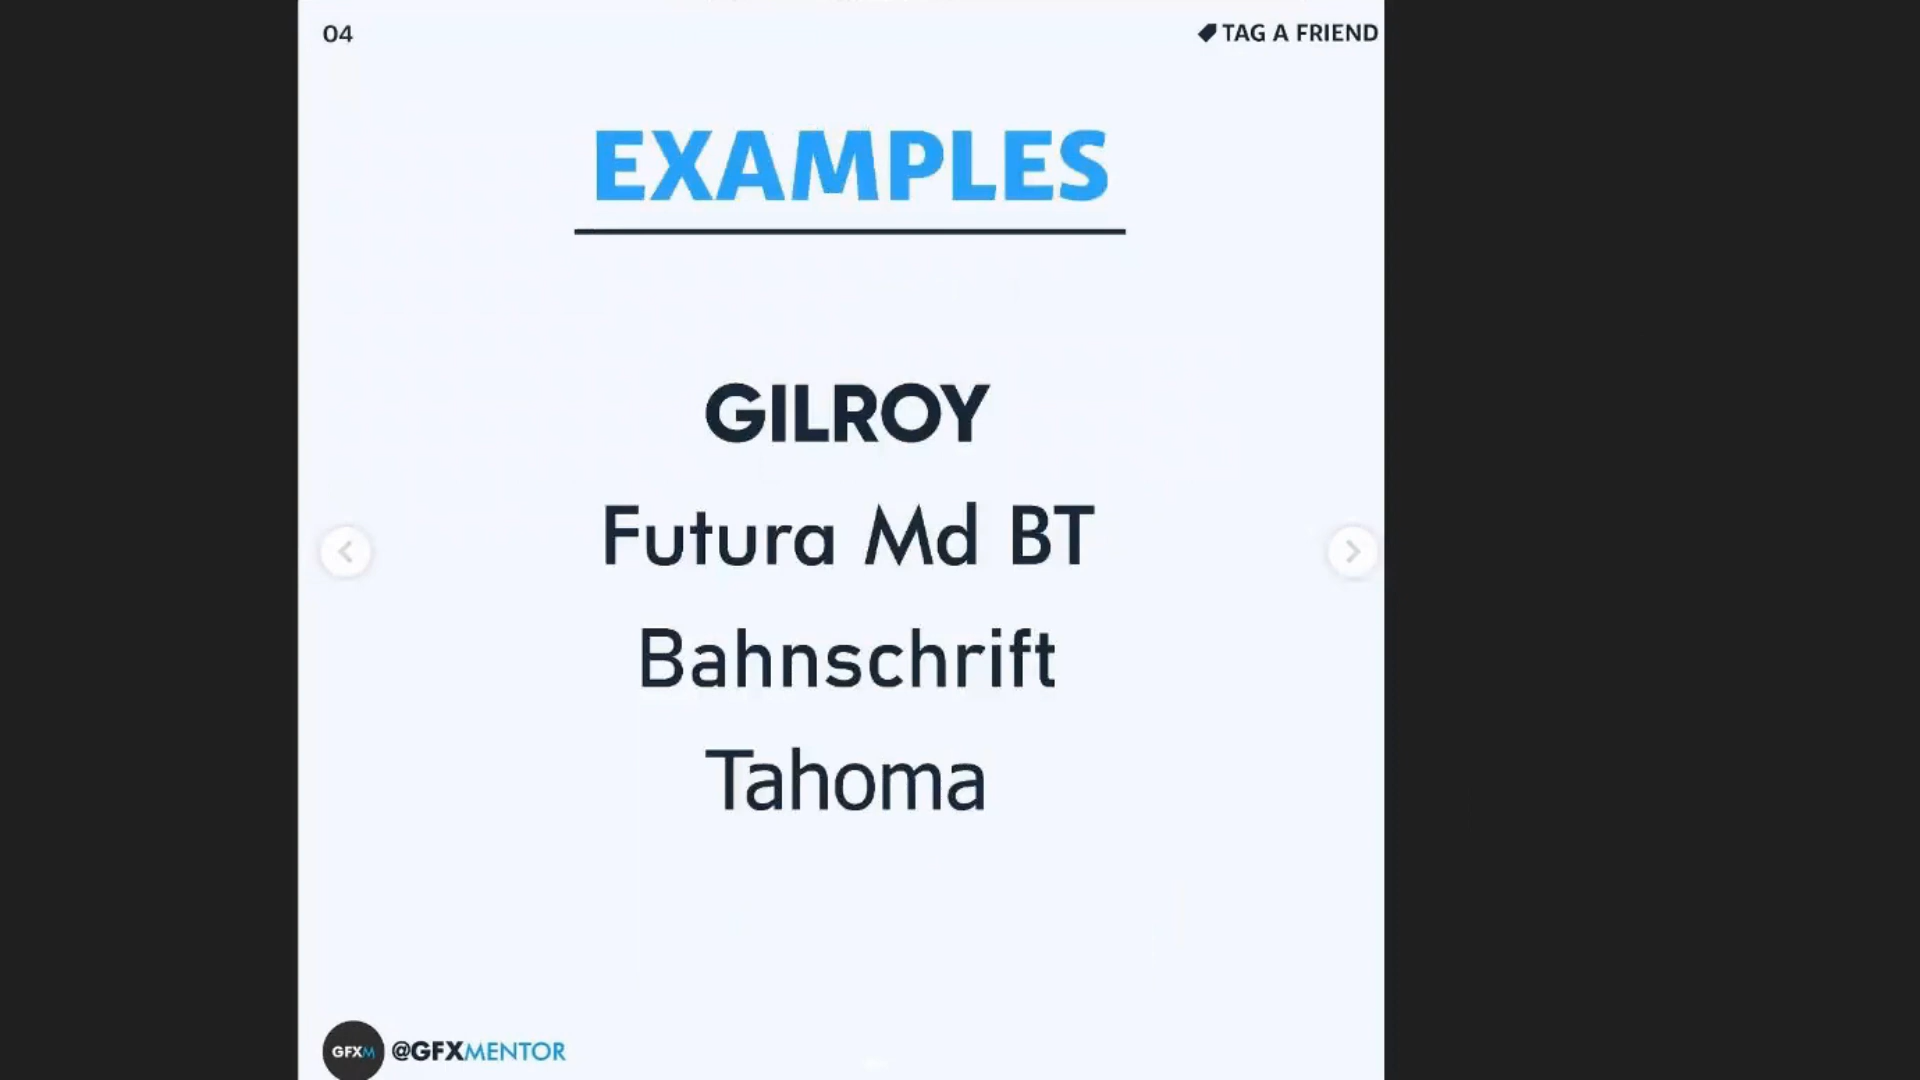 04
TAG A FRIEND
EXAMPLES
GILROY
Futura Md BT
Bahnschrift
Tahoma
GFXM
@GFXMENTOR